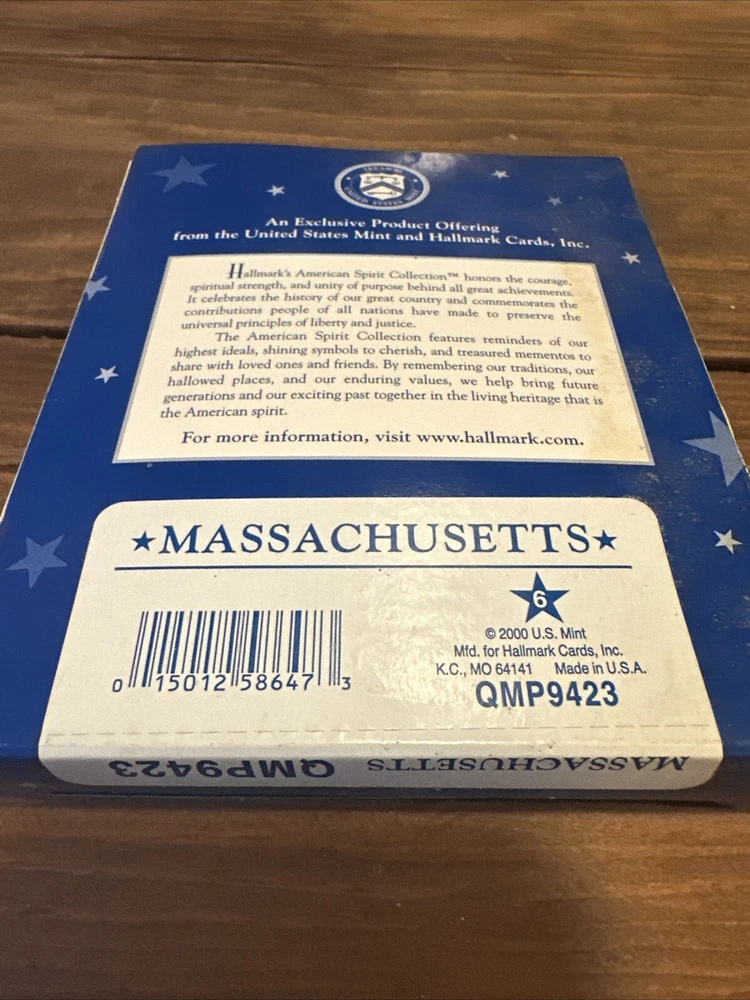 An Exclusive Product Offering
from the United States Mint and Hallmark Cards, Inc.
Hallmark's American Spirit Collection™ honors the courage,
spiritual strength, and unity of purpose behind all great achievements.
It celebrates the history of our great country and commemorates the
contributions people of all nations have made to preserve the
universal principles of liberty and justice.
The American Spirit Collection features reminders of our
highest ideals, shining symbols to cherish, and treasured mementos to
share with loved ones and friends. By remembering our traditions, our
hallowed places, and our enduring values, we help bring future
generations and our exciting past together in the living heritage that is
the American spirit.
For more information, visit www.hallmark.com.
★MASSACHUSETTS★
6
© 2000 U.S. Mint
Mfd. for Hallmark Cards, Inc.
K.C., MO 64141 Made in U.S.A.
QMP9423
0 15012 58647 3
MASSACHUSETTS QMP9423